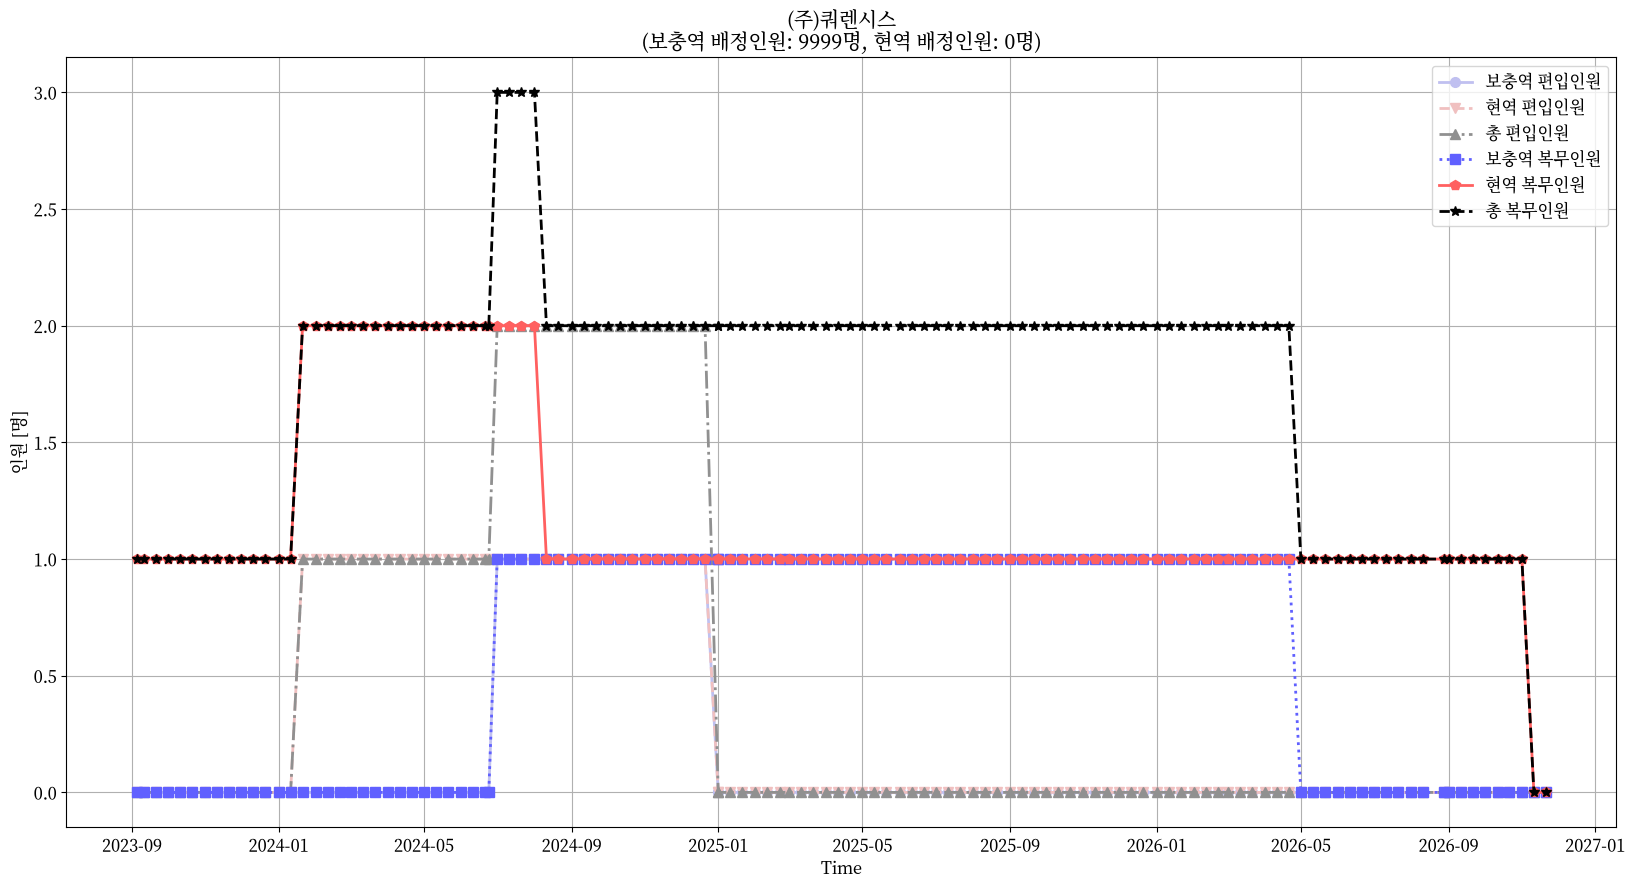 (주)쿼렌시스
(보충역 배정인원: 9999명, 현역 배정인원: 0명)
3.0
2.5
2.0
1.5
1.0
0.5
0.0
인원 [명]
보충역 편입인원
현역 편입인원
총 편입인원
보충역 복무인원
현역 복무인원
총 복무인원
2023-09 2024-01 2024-05 2024-09 2025-01 2025-05 2025-09 2026-01 2026-05 2026-09 2027-01
Time